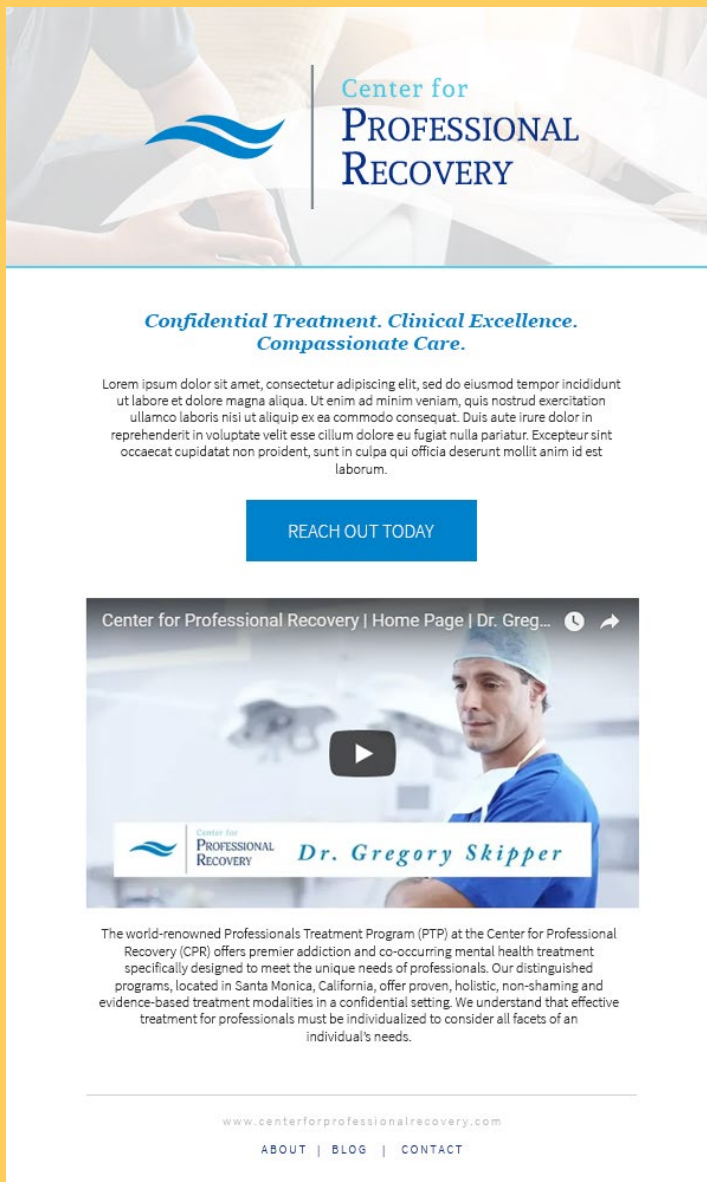 Center for
PROFESSIONAL
RECOVERY
Confidential Treatment. Clinical Excellence.
Compassionate Care.
Lorem ipsum dolor sit amet, consectetur adipiscing elit, sed do eiusmod tempor incididunt
ut labore et dolore magna aliqua. Ut enim ad minim veniam, quis nostrud exercitation
ullamco laboris nisi ut aliquip ex ea commodo consequat. Duis aute irure dolor in
reprehenderit in voluptate velit esse cillum dolore eu fugiat nulla pariatur. Excepteur sint
occaecat cupidatat non proident, sunt in culpa qui officia deserunt mollit anim id est
laborum.
REACH OUT TODAY
Center for Professional Recovery | Home Page | Dr. Greg...
Center for
PROFESSIONAL
RECOVERY
Dr. Gregory Skipper
The world-renowned Professionals Treatment Program (PTP) at the Center for Professional
Recovery (CPR) offers premier addiction and co-occurring mental health treatment
specifically designed to meet the unique needs of professionals. Our distinguished
programs, located in Santa Monica, California, offer proven, holistic, non-shaming and
evidence-based treatment modalities in a confidential setting. We understand that effective
treatment for professionals must be individualized to consider all facets of an
individual's needs.
www.centerforprofessionalrecovery.com
ABOUT | BLOG | CONTACT